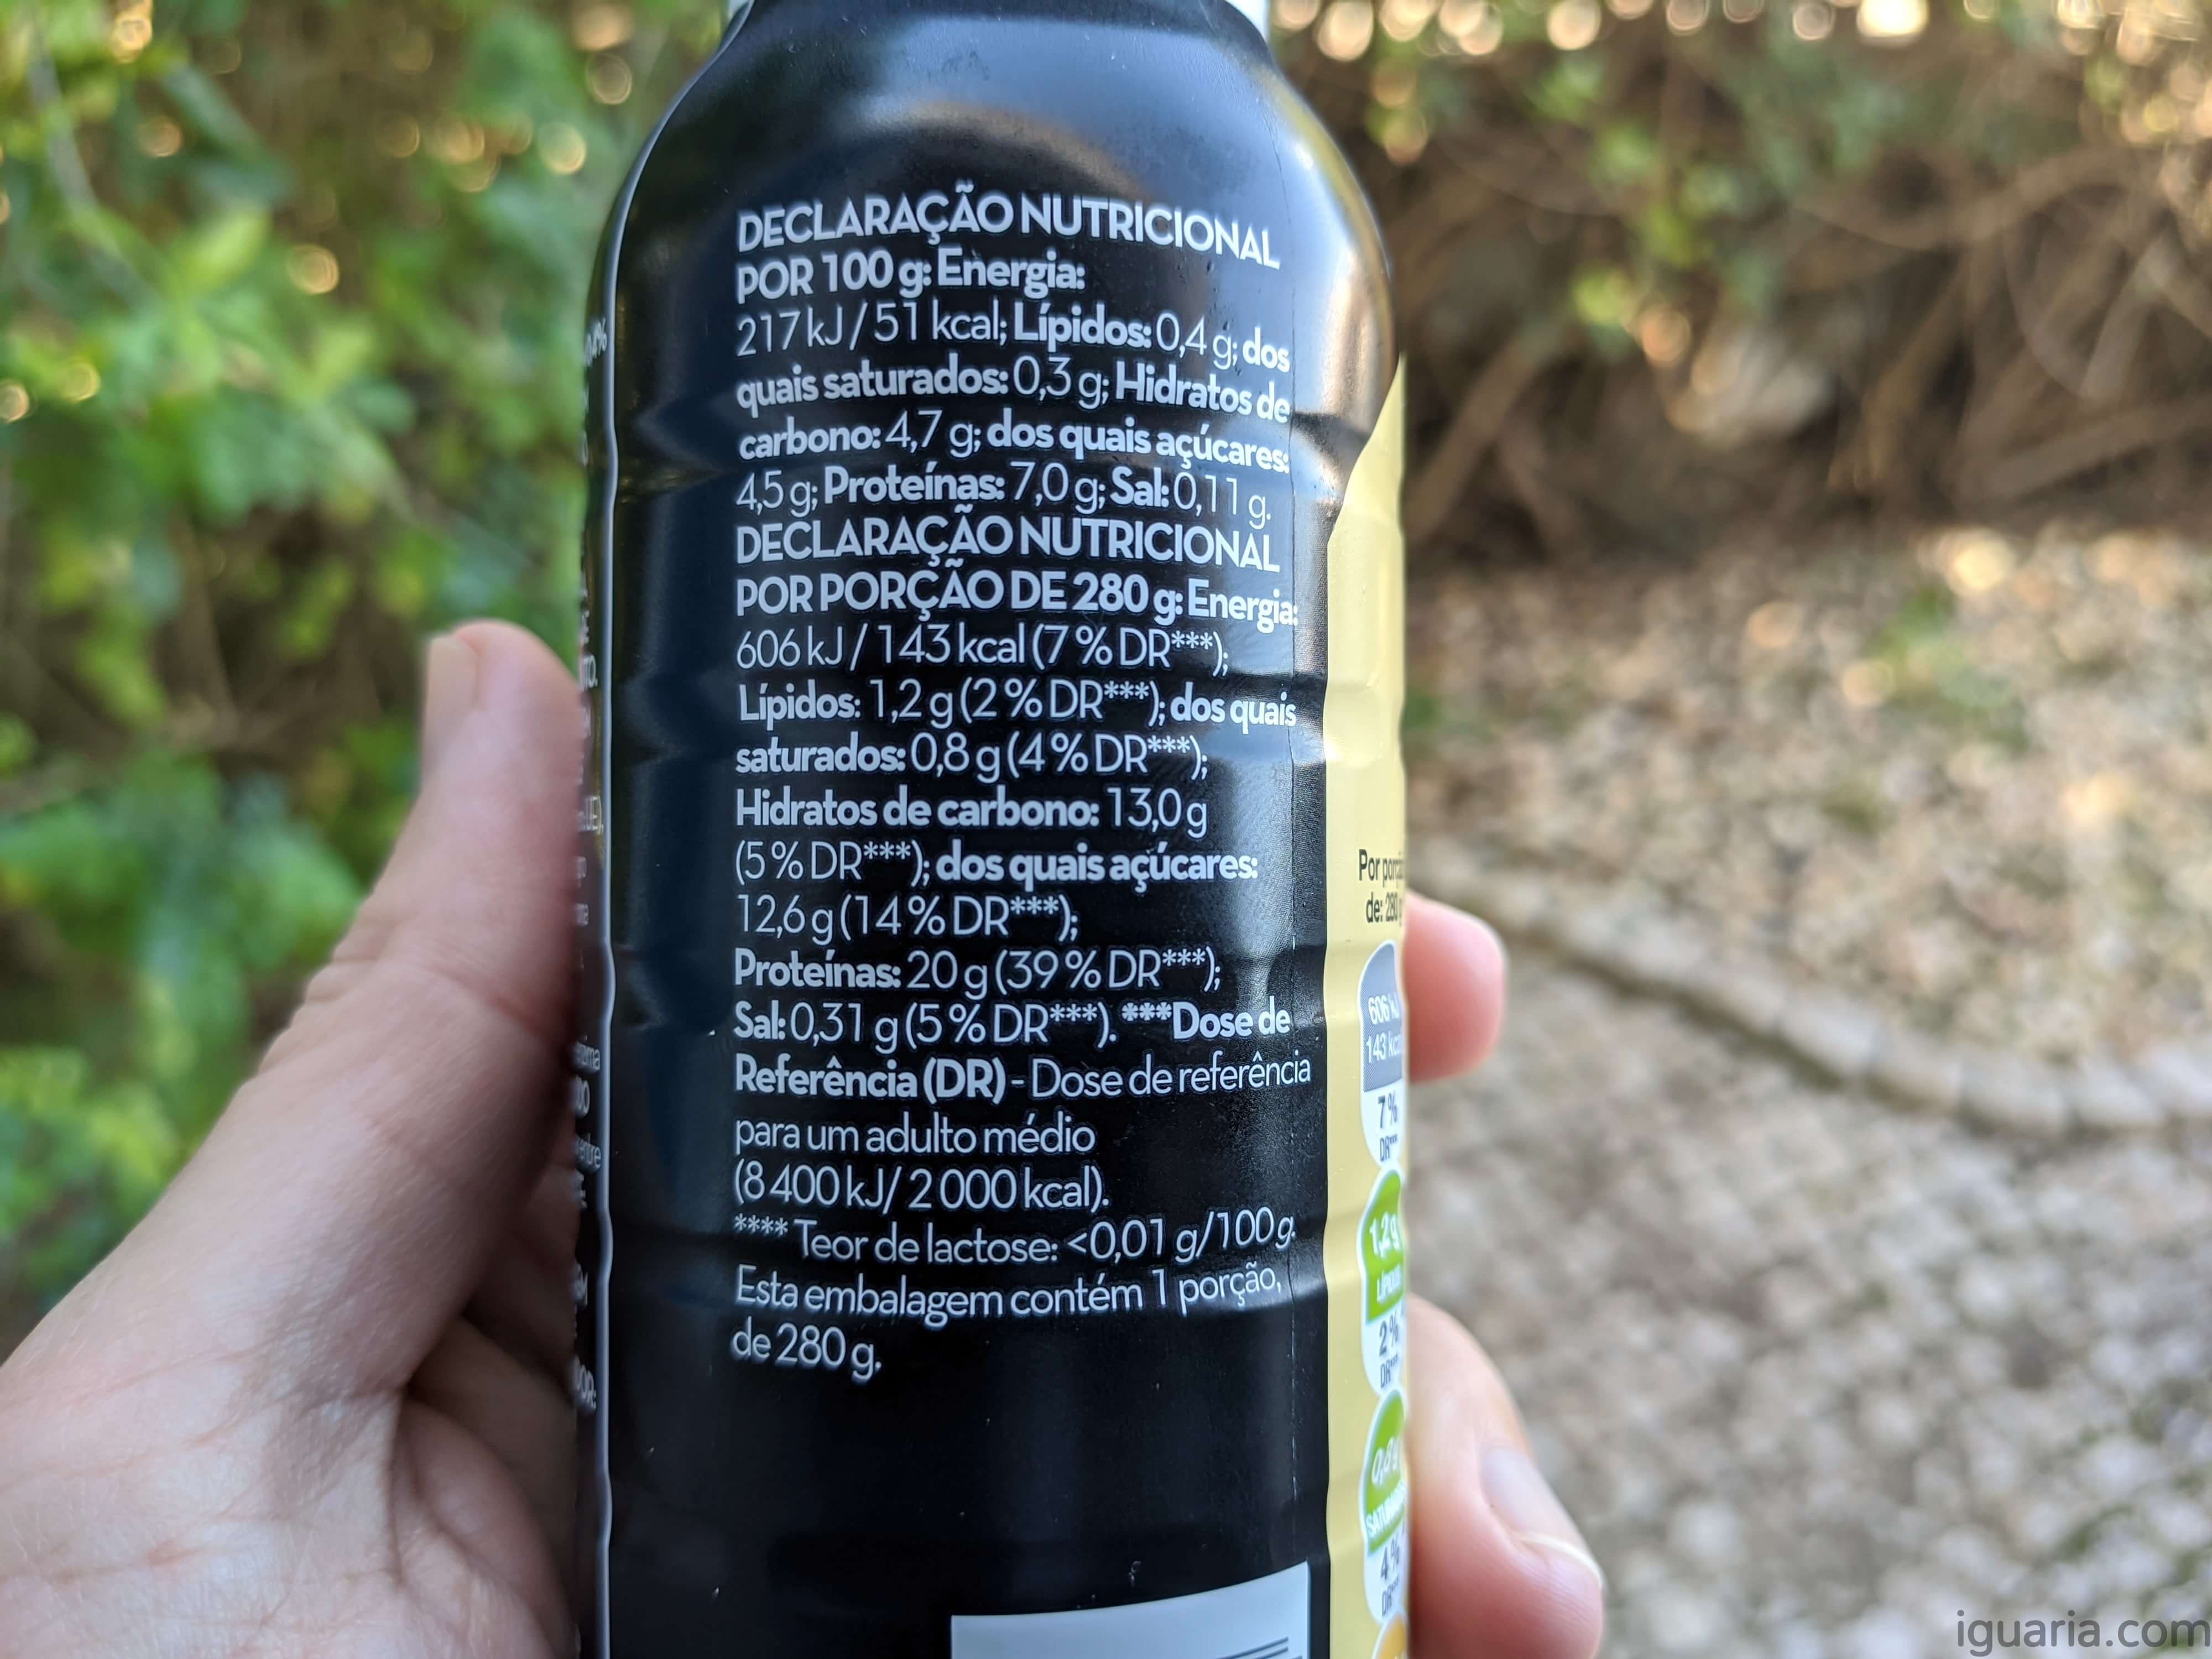 DECLARAÇÃO NUTRICIONAL
POR 100 g: Energia:
217 kJ / 51 kcal; Lípidos: 0,4 g; dos
quais saturados: 0,3 g; Hidratos de
carbono: 4,7 g; dos quais açúcares:
4,5 g; Proteínas: 7,0 g; Sal: 0,11 g.
DECLARAÇÃO NUTRICIONAL
POR PORÇÃO DE 280 g: Energia:
606 kJ / 143 kcal (7 % DR***);
Lípidos: 1,2 g (2 % DR***); dos quais
saturados: 0,8 g (4 % DR***);
Hidratos de carbono: 13,0 g
(5 % DR***); dos quais açúcares:
12,6 g (14 % DR***);
Proteínas: 20 g (39 % DR***);
Sal: 0,31 g (5 % DR***). ***Dose de
Referência (DR) - Dose de referência
para um adulto médio
(8 400 kJ / 2 000 kcal).
**** Teor de lactose: <0,01 g/100 g.
Esta embalagem contém 1 porção,
de 280 g.
Por
de: 280
606 kJ
143
7 %
DR***
1,2 g
2 %
0,8 g
4 %
iguaria.com